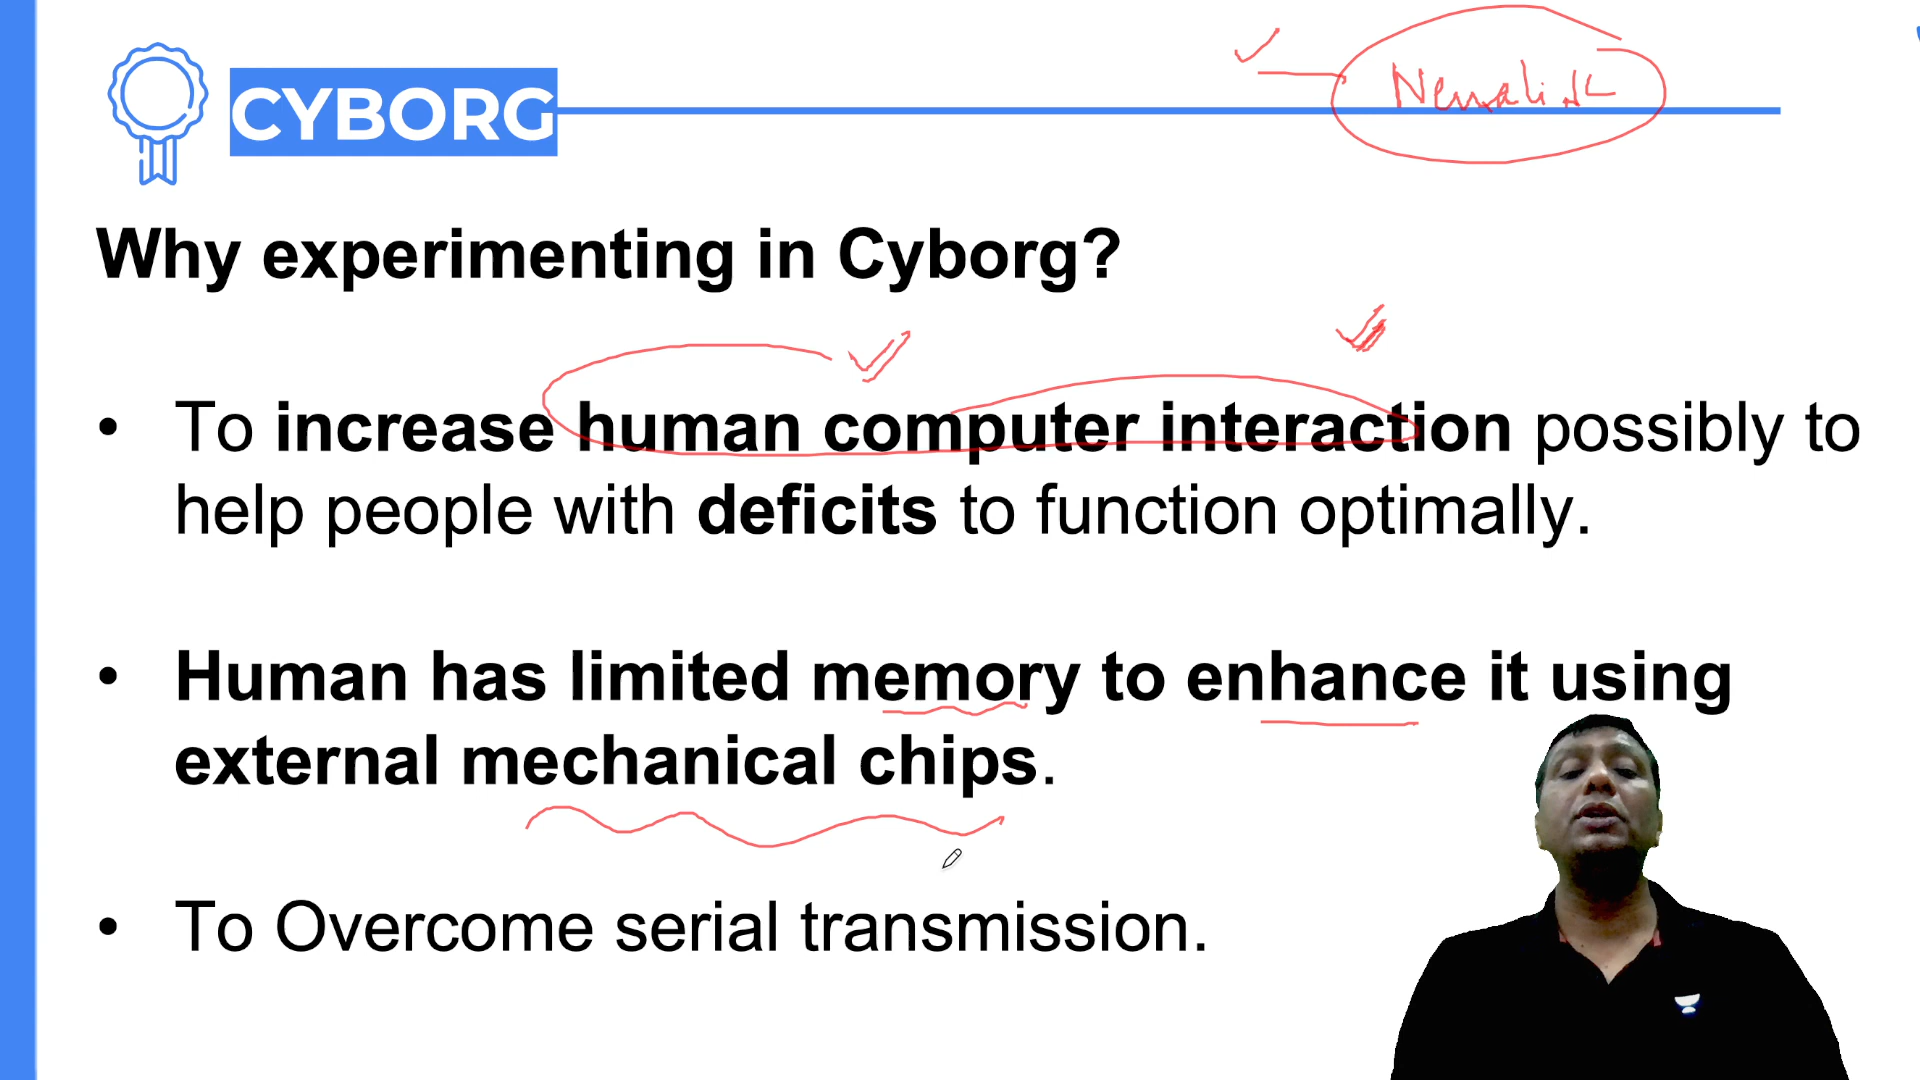 Neuralink
CYBORG
Why experimenting in Cyborg?
• To increase human computer interaction possibly to
help people with deficits to function optimally.
• Human has limited memory to enhance it using
external mechanical chips.
• To Overcome serial transmission.